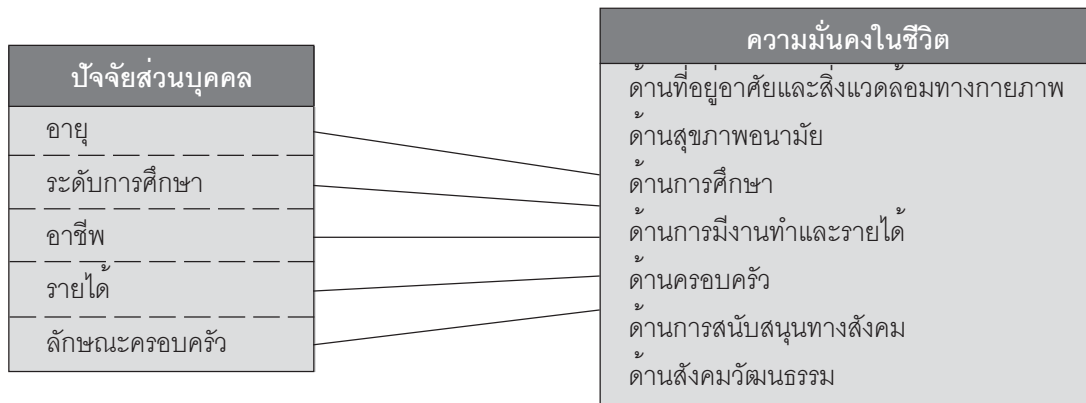 ปัจจัยส่วนบุคคล
อายุ
ระดับการศึกษา
อาชีพ
รายได้
ลักษณะครอบครัว
ความมั่นคงในชีวิต
ด้านที่อยู่อาศัยและสิ่งแวดล้อมทางกายภาพ
ด้านสุขภาพอนามัย
ด้านการศึกษา
ด้านการมีงานทำและรายได้
ด้านครอบครัว
ด้านการสนับสนุนทางสังคม
ด้านสังคมวัฒนธรรม